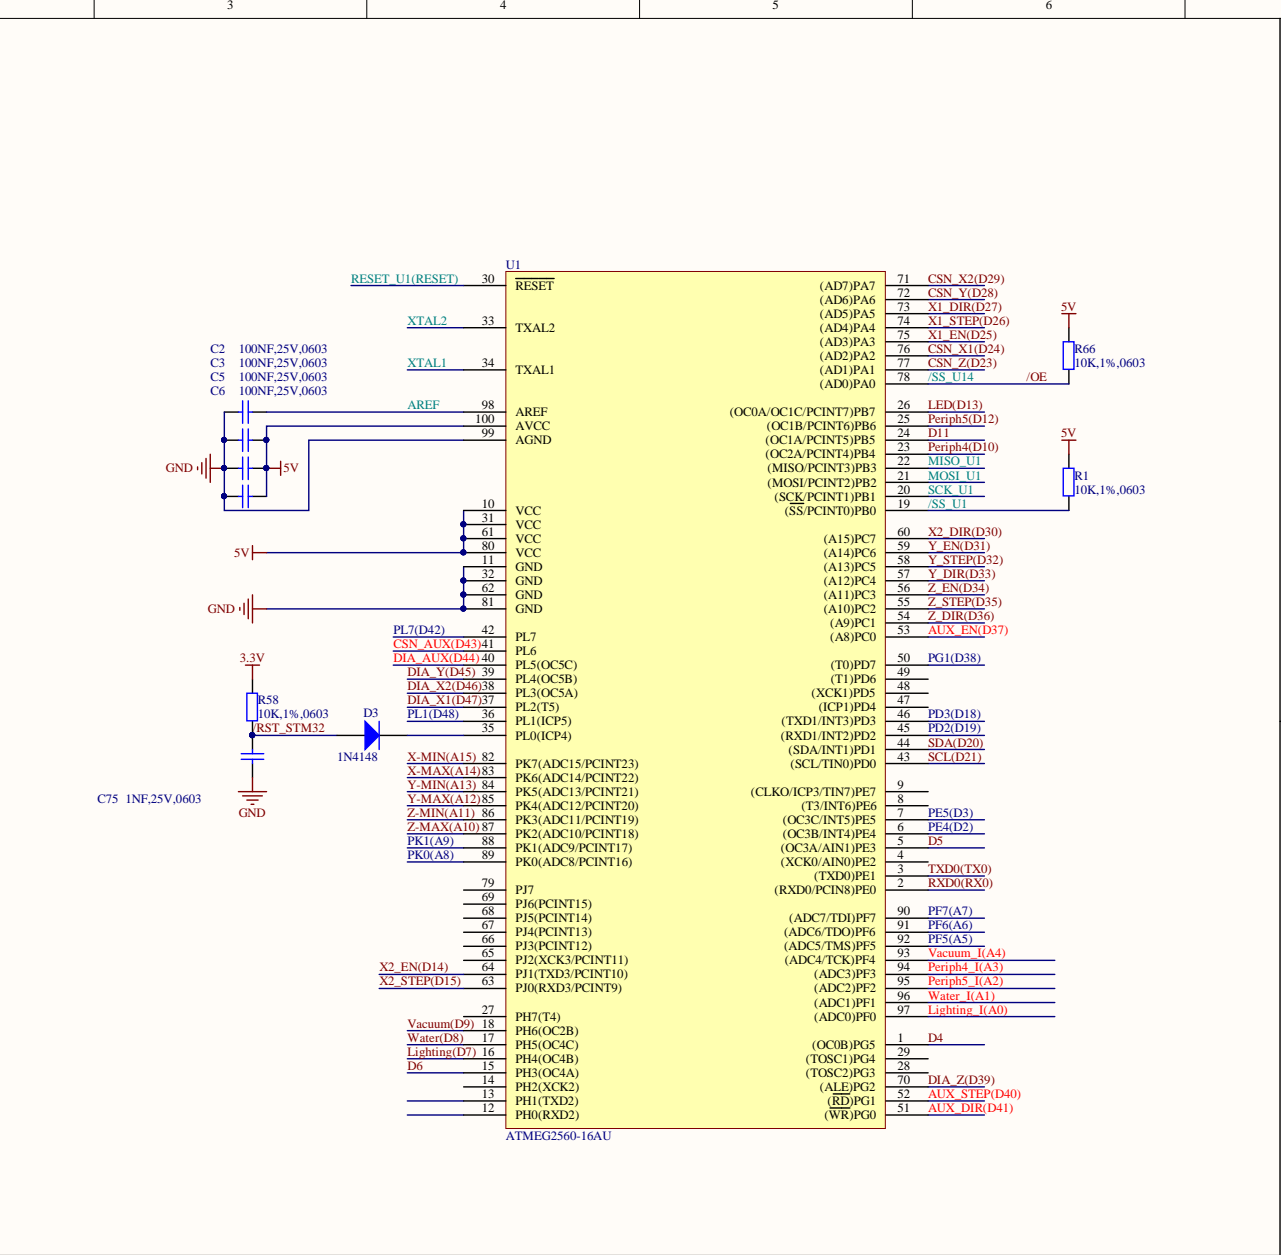 3 4 5 6
U1
RESET_U1(RESET) 30 RESET
XTAL2 33 TXAL2
XTAL1 34 TXAL1
C2 100NF,25V,0603
C3 100NF,25V,0603
C5 100NF,25V,0603
C6 100NF,25V,0603
AREF 98 AREF
100 AVCC
99 AGND
GND 5V
10 VCC
31 VCC
61 VCC
5V 80 VCC
11 GND
32 GND
62 GND
GND 81 GND
PL7(D42) 42 PL7
CSN_AUX(D43) 41 PL6
DIA_AUX(D44) 40 PL5(OC5C)
DIA_Y(D45) 39 PL4(OC5B)
DIA_X2(D46) 38 PL3(OC5A)
DIA_X1(D47) 37 PL2(T5)
PL1(D48) 36 PL1(ICP5)
35 PL0(ICP4)
3.3V
R58
10K,1%,0603
/RST_STM32
D3
1N4148
C75 1NF,25V,0603
GND
X-MIN(A15) 82 PK7(ADC15/PCINT23)
X-MAX(A14) 83 PK6(ADC14/PCINT22)
Y-MIN(A13) 84 PK5(ADC13/PCINT21)
Y-MAX(A12) 85 PK4(ADC12/PCINT20)
Z-MIN(A11) 86 PK3(ADC11/PCINT19)
Z-MAX(A10) 87 PK2(ADC10/PCINT18)
PK1(A9) 88 PK1(ADC9/PCINT17)
PK0(A8) 89 PK0(ADC8/PCINT16)
79 PJ7
69 PJ6(PCINT15)
68 PJ5(PCINT14)
67 PJ4(PCINT13)
66 PJ3(PCINT12)
65 PJ2(XCK3/PCINT11)
X2_EN(D14) 64 PJ1(TXD3/PCINT10)
X2_STEP(D15) 63 PJ0(RXD3/PCINT9)
27 PH7(T4)
Vacuum(D9) 18 PH6(OC2B)
Water(D8) 17 PH5(OC4C)
Lighting(D7) 16 PH4(OC4B)
D6 15 PH3(OC4A)
14 PH2(XCK2)
13 PH1(TXD2)
12 PH0(RXD2)
(AD7)PA7 71 CSN_X2(D29)
(AD6)PA6 72 CSN_Y(D28)
(AD5)PA5 73 X1_DIR(D27)
(AD4)PA4 74 X1_STEP(D26)
(AD3)PA3 75 X1_EN(D25)
(AD2)PA2 76 CSN_X1(D24)
(AD1)PA1 77 CSN_Z(D23)
(AD0)PA0 78 /SS_U14 /OE
5V
R66
10K,1%,0603
(OC0A/OC1C/PCINT7)PB7 26 LED(D13)
(OC1B/PCINT6)PB6 25 Periph5(D12)
(OC1A/PCINT5)PB5 24 D11
(OC2A/PCINT4)PB4 23 Periph4(D10)
(MISO/PCINT3)PB3 22 MISO_U1
(MOSI/PCINT2)PB2 21 MOSI_U1
(SCK/PCINT1)PB1 20 SCK_U1
(SS/PCINT0)PB0 19 /SS_U1
5V
R1
10K,1%,0603
(A15)PC7 60 X2_DIR(D30)
(A14)PC6 59 Y_EN(D31)
(A13)PC5 58 Y_STEP(D32)
(A12)PC4 57 Y_DIR(D33)
(A11)PC3 56 Z_EN(D34)
(A10)PC2 55 Z_STEP(D35)
(A9)PC1 54 Z_DIR(D36)
(A8)PC0 53 AUX_EN(D37)
(T0)PD7 50 PG1(D38)
(T1)PD6 49
(XCK1)PD5 48
(ICP1)PD4 47
(TXD1/INT3)PD3 46 PD3(D18)
(RXD1/INT2)PD2 45 PD2(D19)
(SDA/INT1)PD1 44 SDA(D20)
(SCL/TIN0)PD0 43 SCL(D21)
(CLKO/ICP3/TIN7)PE7 9
(T3/INT6)PE6 8
(OC3C/INT5)PE5 7 PE5(D3)
(OC3B/INT4)PE4 6 PE4(D2)
(OC3A/AIN1)PE3 5 D5
(XCK0/AIN0)PE2 4
(TXD0)PE1 3 TXD0(TX0)
(RXD0/PCIN8)PE0 2 RXD0(RX0)
(ADC7/TDI)PF7 90 PF7(A7)
(ADC6/TDO)PF6 91 PF6(A6)
(ADC5/TMS)PF5 92 PF5(A5)
(ADC4/TCK)PF4 93 Vacuum_I(A4)
(ADC3)PF3 94 Periph4_I(A3)
(ADC2)PF2 95 Periph5_I(A2)
(ADC1)PF1 96 Water_I(A1)
(ADC0)PF0 97 Lighting_I(A0)
(OC0B)PG5 1 D4
(TOSC1)PG4 29
(TOSC2)PG3 28
(ALE)PG2 70 DIA_Z(D39)
(RD)PG1 52 AUX_STEP(D40)
(WR)PG0 51 AUX_DIR(D41)
ATMEG2560-16AU